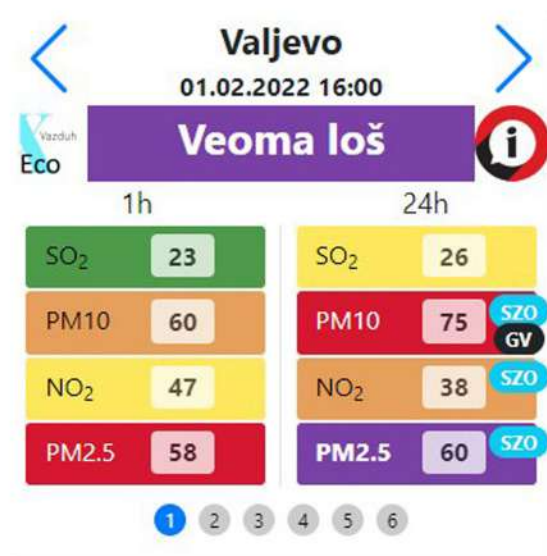 Valjevo
01.02.2022 16:00
Vazduh
Eco
Veoma loš
i
1h
24h
SO₂ 23
SO₂ 26
PM10 60
PM10 75 SZO
GV
NO₂ 47
NO₂ 38 SZO
PM2.5 58
PM2.5 60 SZO
1 2 3 4 5 6